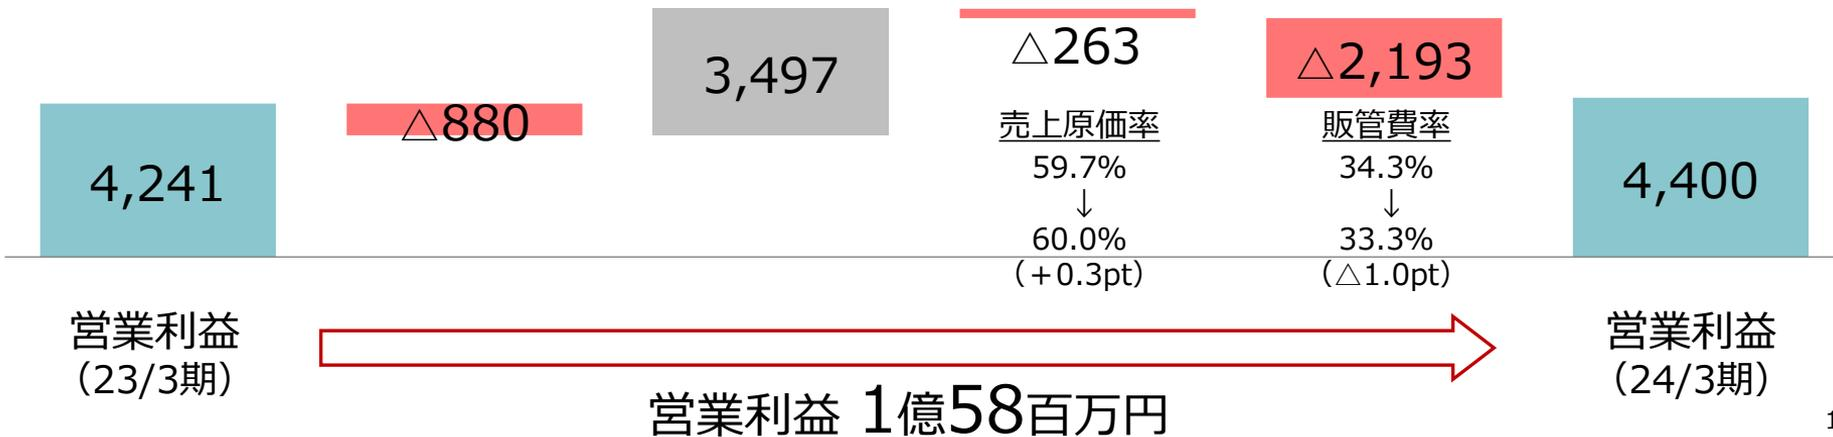 4,241
△880
3,497
△263
売上原価率
59.7%
↓
60.0%
(+0.3pt)
△2,193
販管費率
34.3%
↓
33.3%
(△1.0pt)
4,400
営業利益
(23/3期)
営業利益 1億58百万円
営業利益
(24/3期)